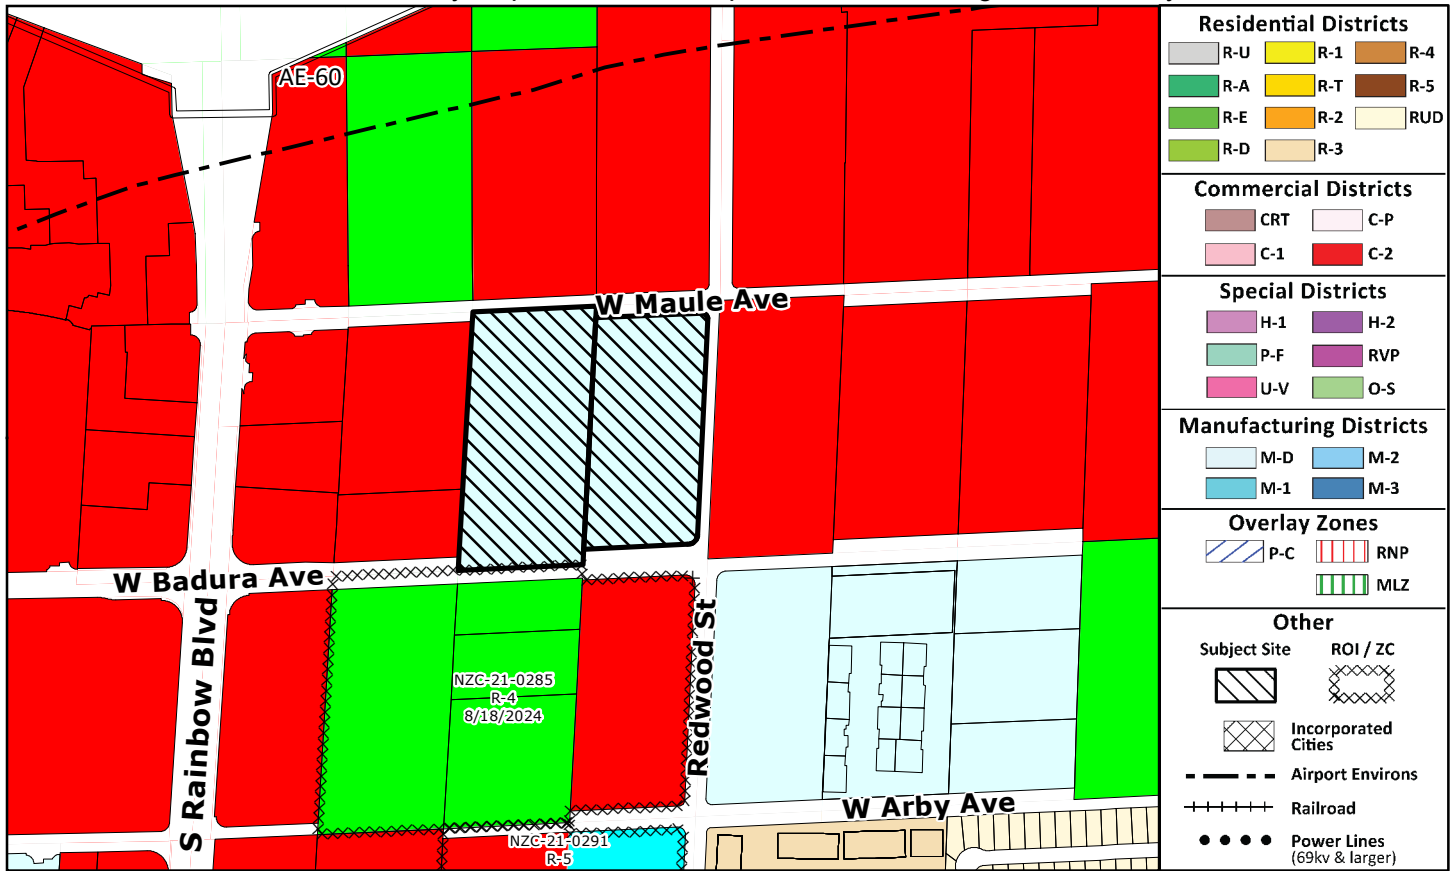 AE-60
W Maule Ave
W Badura Ave
S Rainbow Blvd
Redwood St
NZC-21-0285
R-4
8/18/2024
W Arby Ave
NZC-21-0291
R-5
Residential Districts
R-U
R-1
R-4
R-A
R-T
R-5
R-E
R-2
RUD
R-D
R-3
Commercial Districts
CRT
C-P
C-1
C-2
Special Districts
H-1
H-2
P-F
RVP
U-V
O-S
Manufacturing Districts
M-D
M-2
M-1
M-3
Overlay Zones
P-C
RNP
MLZ
Other
Subject Site
ROI / ZC
Incorporated
Cities
Airport Environs
Railroad
Power Lines
(69kv & larger)